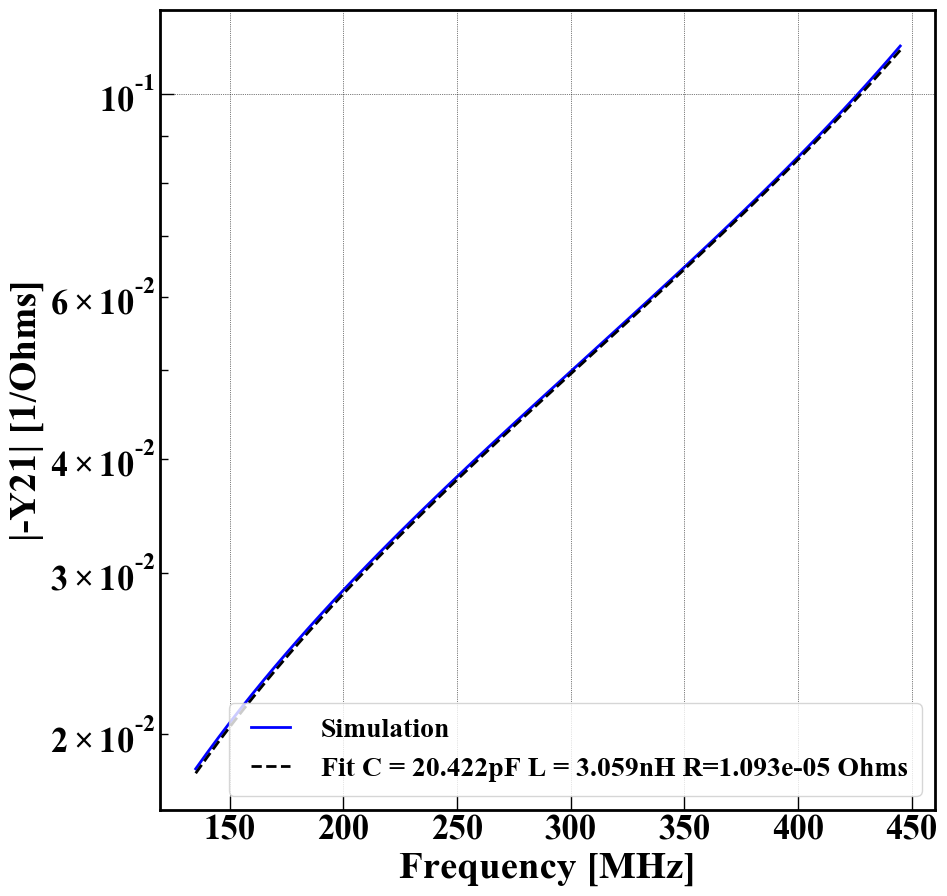 |-Y21| [1/Ohms]
10⁻¹
6×10⁻²
4×10⁻²
3×10⁻²
2×10⁻²
Simulation
Fit C = 20.422pF L = 3.059nH R=1.093e-05 Ohms
150 200 250 300 350 400 450
Frequency [MHz]